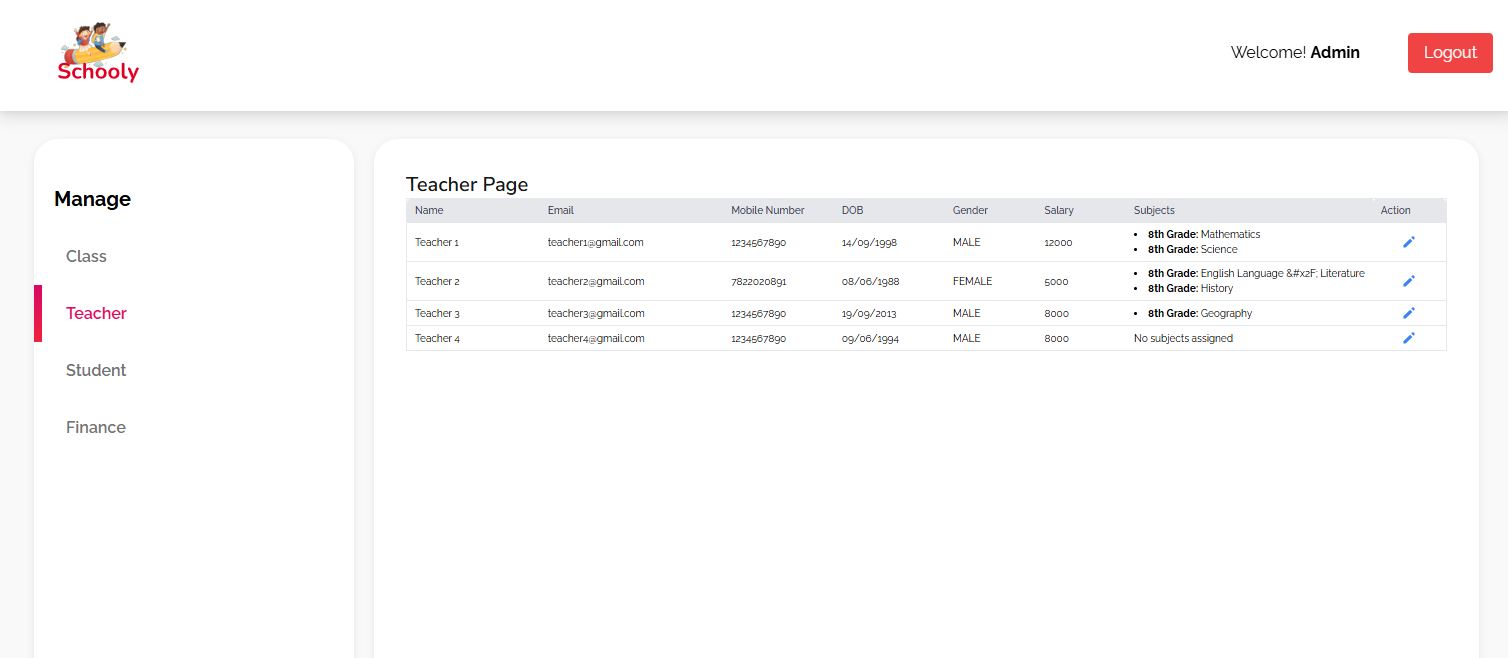 Schooly
Welcome! Admin
Logout
Manage
Class
Teacher
Student
Finance
Teacher Page
Name Email Mobile Number DOB Gender Salary Subjects Action
Teacher 1 teacher1@gmail.com 1234567890 14/09/1998 MALE 12000 • 8th Grade: Mathematics
• 8th Grade: Science
Teacher 2 teacher2@gmail.com 7822020891 08/06/1988 FEMALE 5000 • 8th Grade: English Language &#x2F; Literature
• 8th Grade: History
Teacher 3 teacher3@gmail.com 1234567890 19/09/2013 MALE 8000 • 8th Grade: Geography
Teacher 4 teacher4@gmail.com 1234567890 09/06/1994 MALE 8000 No subjects assigned